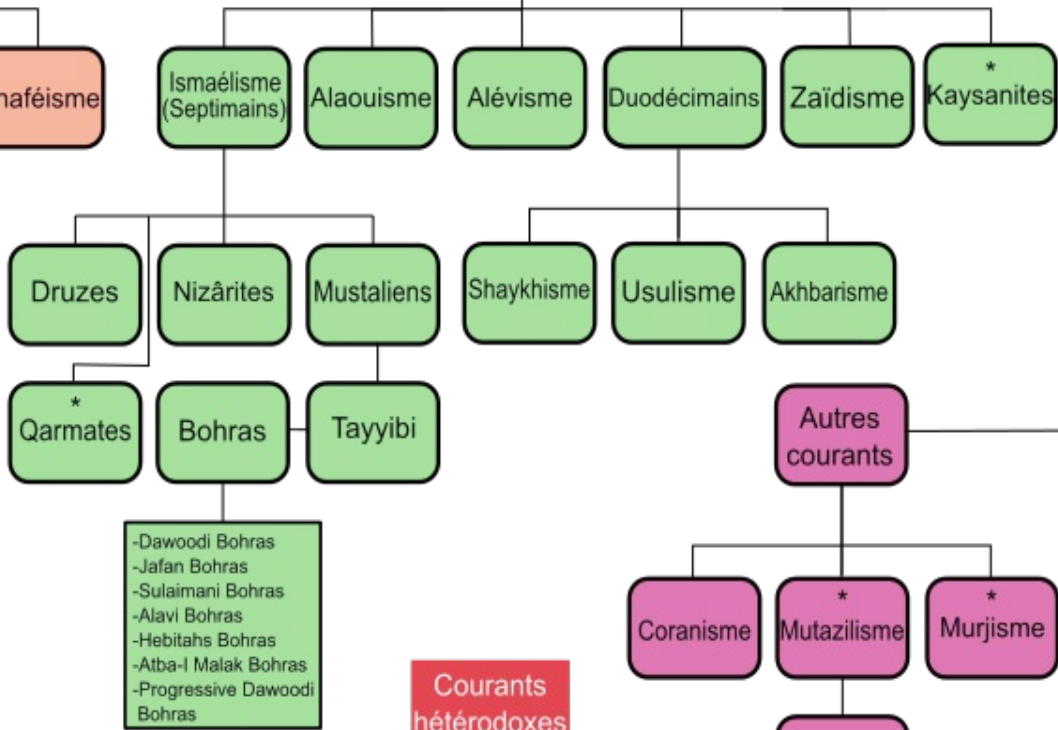 Ismaélisme
(Septimains)
Alaouisme
Alévisme
Duodécimains
Zaïdisme
*
Kaysanites
Druzes
Nizârites
Mustaliens
Shaykhisme
Usulisme
Akhbarisme
*
Qarmates
Bohras
Tayyibi
Autres
courants
-Dawoodi Bohras
-Jafan Bohras
-Sulaimani Bohras
-Alavi Bohras
-Hebitahs Bohras
-Atba-I Malak Bohras
-Progressive Dawoodi
Bohras
Coranisme
*
Mutazilisme
*
Murjisme
Courants
hétérodoxes